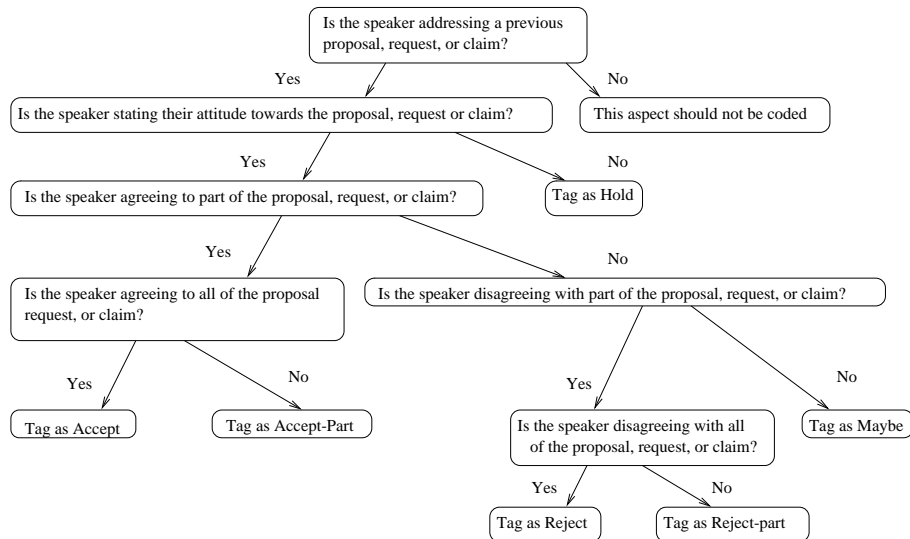 Is the speaker addressing a previous
proposal, request, or claim?
Yes
No
Is the speaker stating their attitude towards the proposal, request or claim?
This aspect should not be coded
Yes
No
Is the speaker agreeing to part of the proposal, request, or claim?
Tag as Hold
Yes
No
Is the speaker agreeing to all of the proposal
request, or claim?
Is the speaker disagreeing with part of the proposal, request, or claim?
Yes
No
Yes
No
Tag as Accept
Tag as Accept-Part
Is the speaker disagreeing with all
of the proposal, request, or claim?
Tag as Maybe
Yes
No
Tag as Reject
Tag as Reject-part